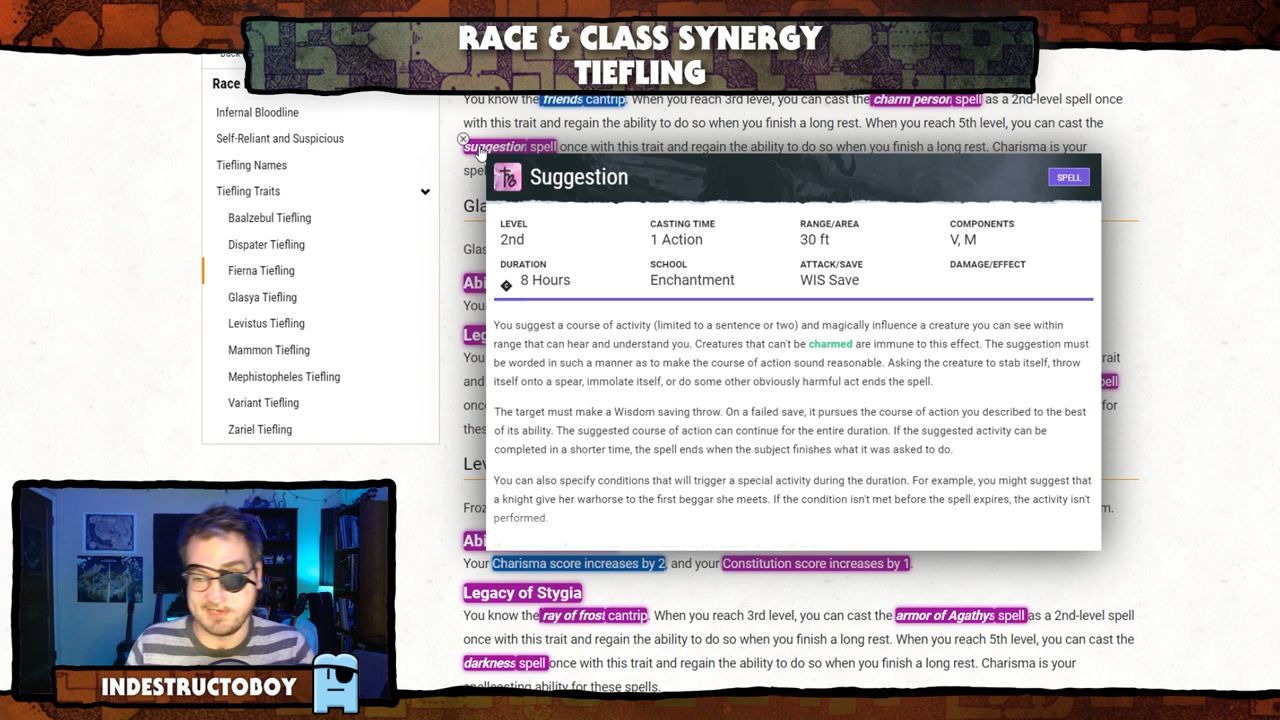 RACE & CLASS SYNERGY
TIEFLING
Race
Infernal Bloodline
Self-Reliant and Suspicious
Tiefling Names
Tiefling Traits
Baalzebul Tiefling
Dispater Tiefling
Fierna Tiefling
Glasya Tiefling
Levistus Tiefling
Mammon Tiefling
Mephistopheles Tiefling
Variant Tiefling
Zariel Tiefling
You know the friends cantrip. When you reach 3rd level, you can cast the charm person spell as a 2nd-level spell once
with this trait and regain the ability to do so when you finish a long rest. When you reach 5th level, you can cast the
suggestion spell once with this trait and regain the ability to do so when you finish a long rest. Charisma is your
Suggestion
SPELL
LEVEL CASTING TIME RANGE/AREA COMPONENTS
2nd 1 Action 30 ft V, M
DURATION SCHOOL ATTACK/SAVE DAMAGE/EFFECT
8 Hours Enchantment WIS Save
You suggest a course of activity (limited to a sentence or two) and magically influence a creature you can see within
range that can hear and understand you. Creatures that can't be charmed are immune to this effect. The suggestion must
be worded in such a manner as to make the course of action sound reasonable. Asking the creature to stab itself, throw
itself onto a spear, immolate itself, or do some other obviously harmful act ends the spell.
The target must make a Wisdom saving throw. On a failed save, it pursues the course of action you described to the best
of its ability. The suggested course of action can continue for the entire duration. If the suggested activity can be
completed in a shorter time, the spell ends when the subject finishes what it was asked to do.
You can also specify conditions that will trigger a special activity during the duration. For example, you might suggest that
a knight give her warhorse to the first beggar she meets. If the condition isn't met before the spell expires, the activity isn't
performed.
Your Charisma score increases by 2, and your Constitution score increases by 1.
Legacy of Stygia
You know the ray of frost cantrip. When you reach 3rd level, you can cast the armor of Agathys spell as a 2nd-level spell
once with this trait and regain the ability to do so when you finish a long rest. When you reach 5th level, you can cast the
darkness spell once with this trait and regain the ability to do so when you finish a long rest. Charisma is your
spellcasting ability for these spells.
INDESTRUCTOBOY